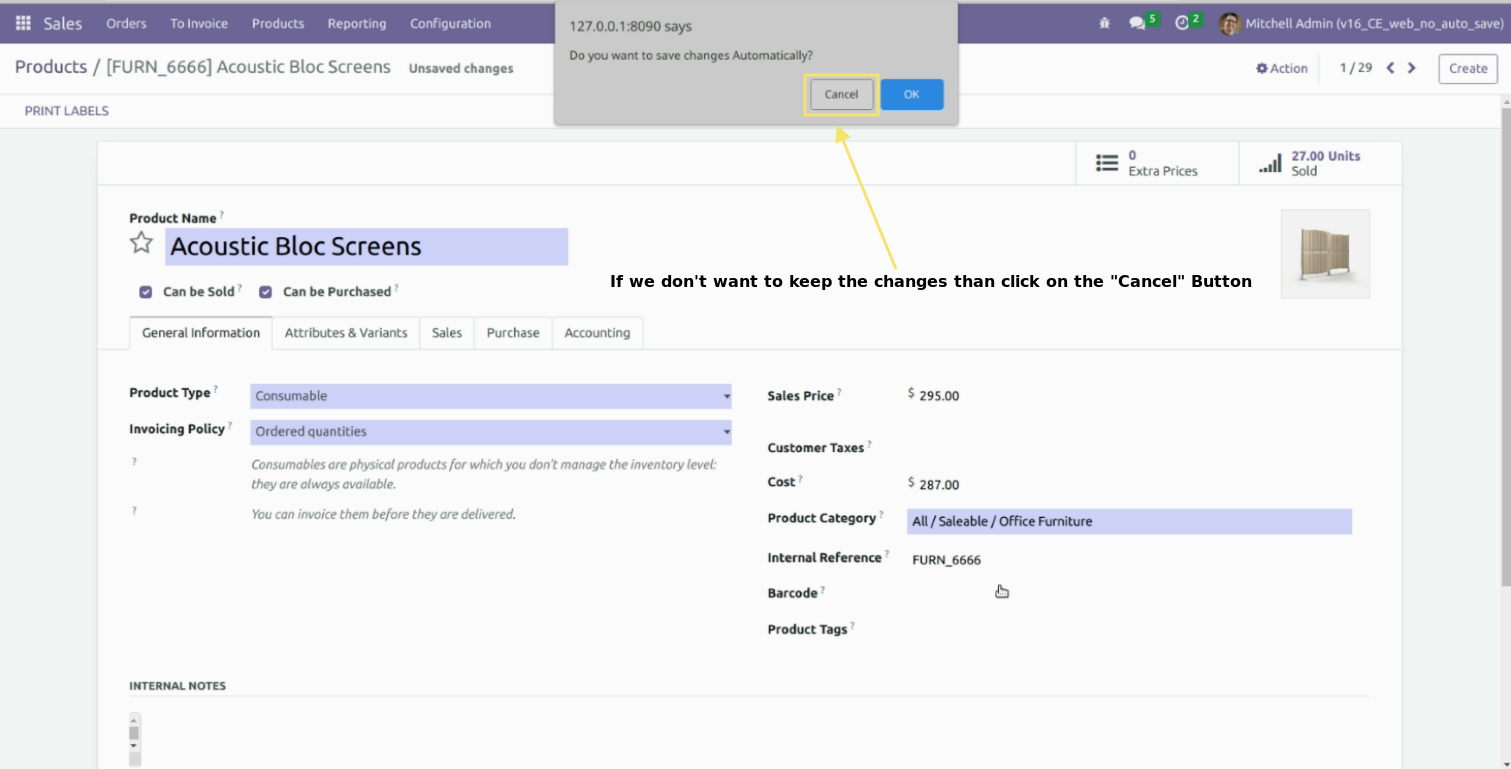 Sales Orders To Invoice Products Reporting Configuration
5 2 Mitchell Admin (v16_CE_web_no_auto_save)
127.0.0.1:8090 says
Do you want to save changes Automatically?
Cancel OK
Products / [FURN_6666] Acoustic Bloc Screens Unsaved changes
Action 1 / 29 Create
PRINT LABELS
0
Extra Prices
27.00 Units
Sold
Product Name ?
Acoustic Bloc Screens
If we don't want to keep the changes than click on the "Cancel" Button
Can be Sold ? Can be Purchased ?
General Information Attributes & Variants Sales Purchase Accounting
Product Type ? Consumable
Invoicing Policy ? Ordered quantities
? Consumables are physical products for which you don't manage the inventory level:
they are always available.
? You can invoice them before they are delivered.
Sales Price ? $ 295.00
Customer Taxes ?
Cost ? $ 287.00
Product Category ? All / Saleable / Office Furniture
Internal Reference ? FURN_6666
Barcode ?
Product Tags ?
INTERNAL NOTES